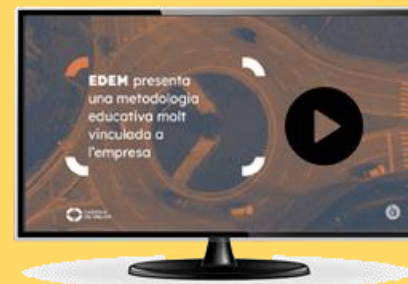 EDEM presenta
una metodologia
educativa molt
vinculada a
l'empresa